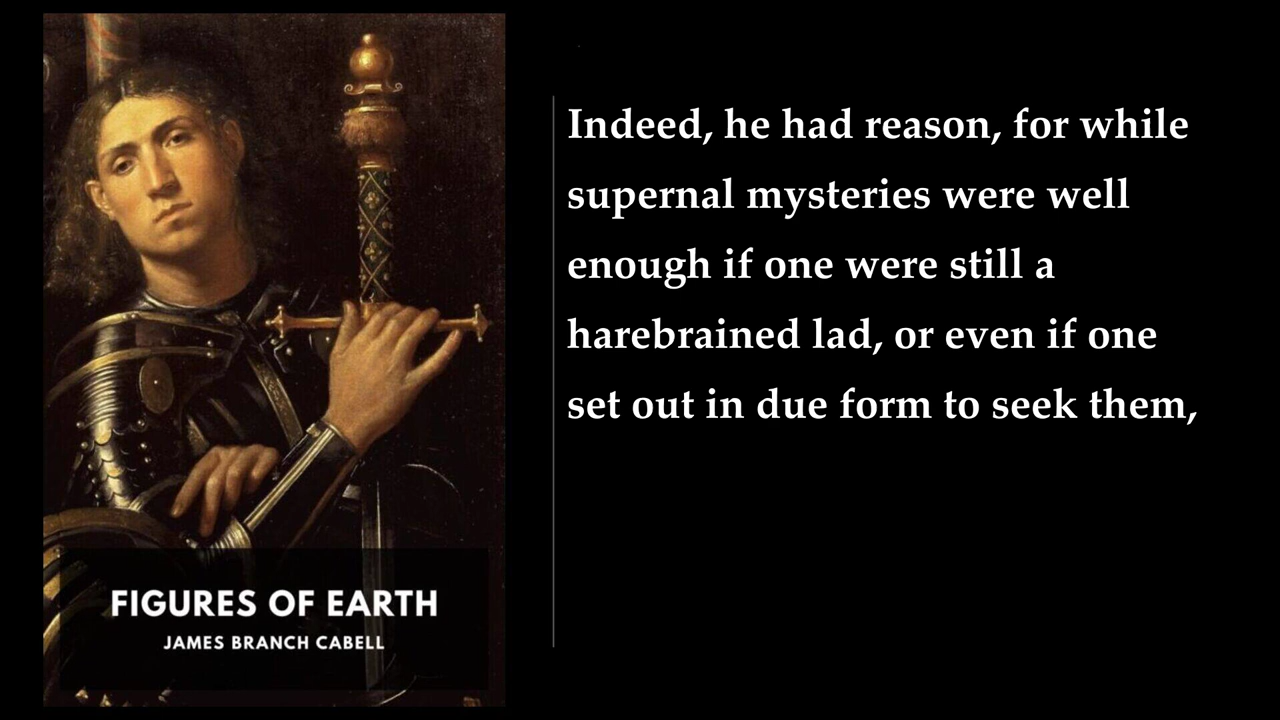 FIGURES OF EARTH
JAMES BRANCH CABELL
Indeed, he had reason, for while
supernal mysteries were well
enough if one were still a
harebrained lad, or even if one
set out in due form to seek them,